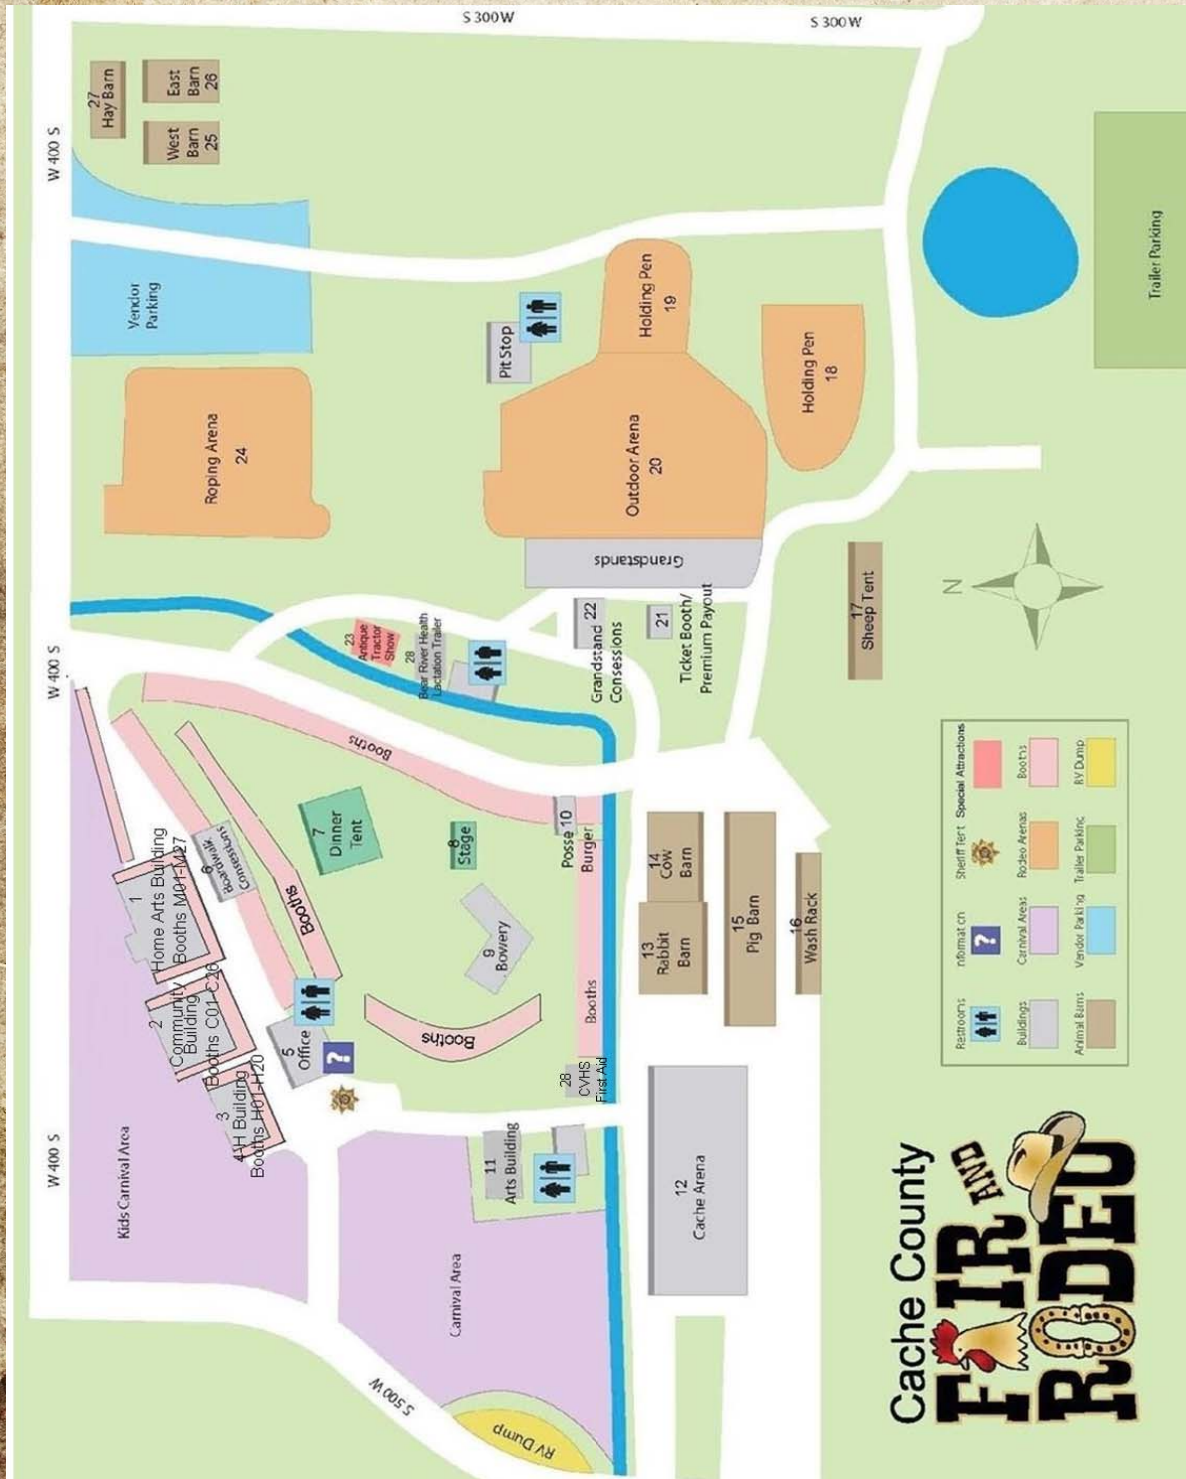 S 300 W
S 300 W
W 400 S
27
Hay Barn
East
Barn
26
West
Barn
25
Vendor
Parking
Trailer Parking
Pit Stop
Holding Pen
19
Holding Pen
18
Roping Arena
24
Outdoor Arena
20
Grandstands
N
17
Sheep Tent
22
Grandstand
Consessions
21
Ticket Booth/
Premium Payout
23
Antique
Tractor
Show
28
Bear River Health
Lactation Trailer
W 400 S
Booths
7
Dinner
Tent
8
Stage
Posse 10
Burger
6
Boardwalk
Consessions
Booths
1
Home Arts Building
Booths M01-M27
2
Community
Building
Booths C01-C26
3
4-H Building
Booths H01-H20
5
Office
?
9
Bowery
Booths
Booths
28
CVHS
First Aid
14
Cow
Barn
13
Rabbit
Barn
15
Pig Barn
16
Wash Rack
11
Arts Building
12
Cache Arena
W 400 S
Kids Carnival Area
Carnival Area
S 500 W
RV Dump
Restrooms
?
Sheriff Tent
Special Attractions
Buildings
Carnival Areas
Rodeo Arenas
Booths
Animal Barns
Vendor Parking
Trailer Parking
RV Dump
Cache County
FAIR AND
RODEO